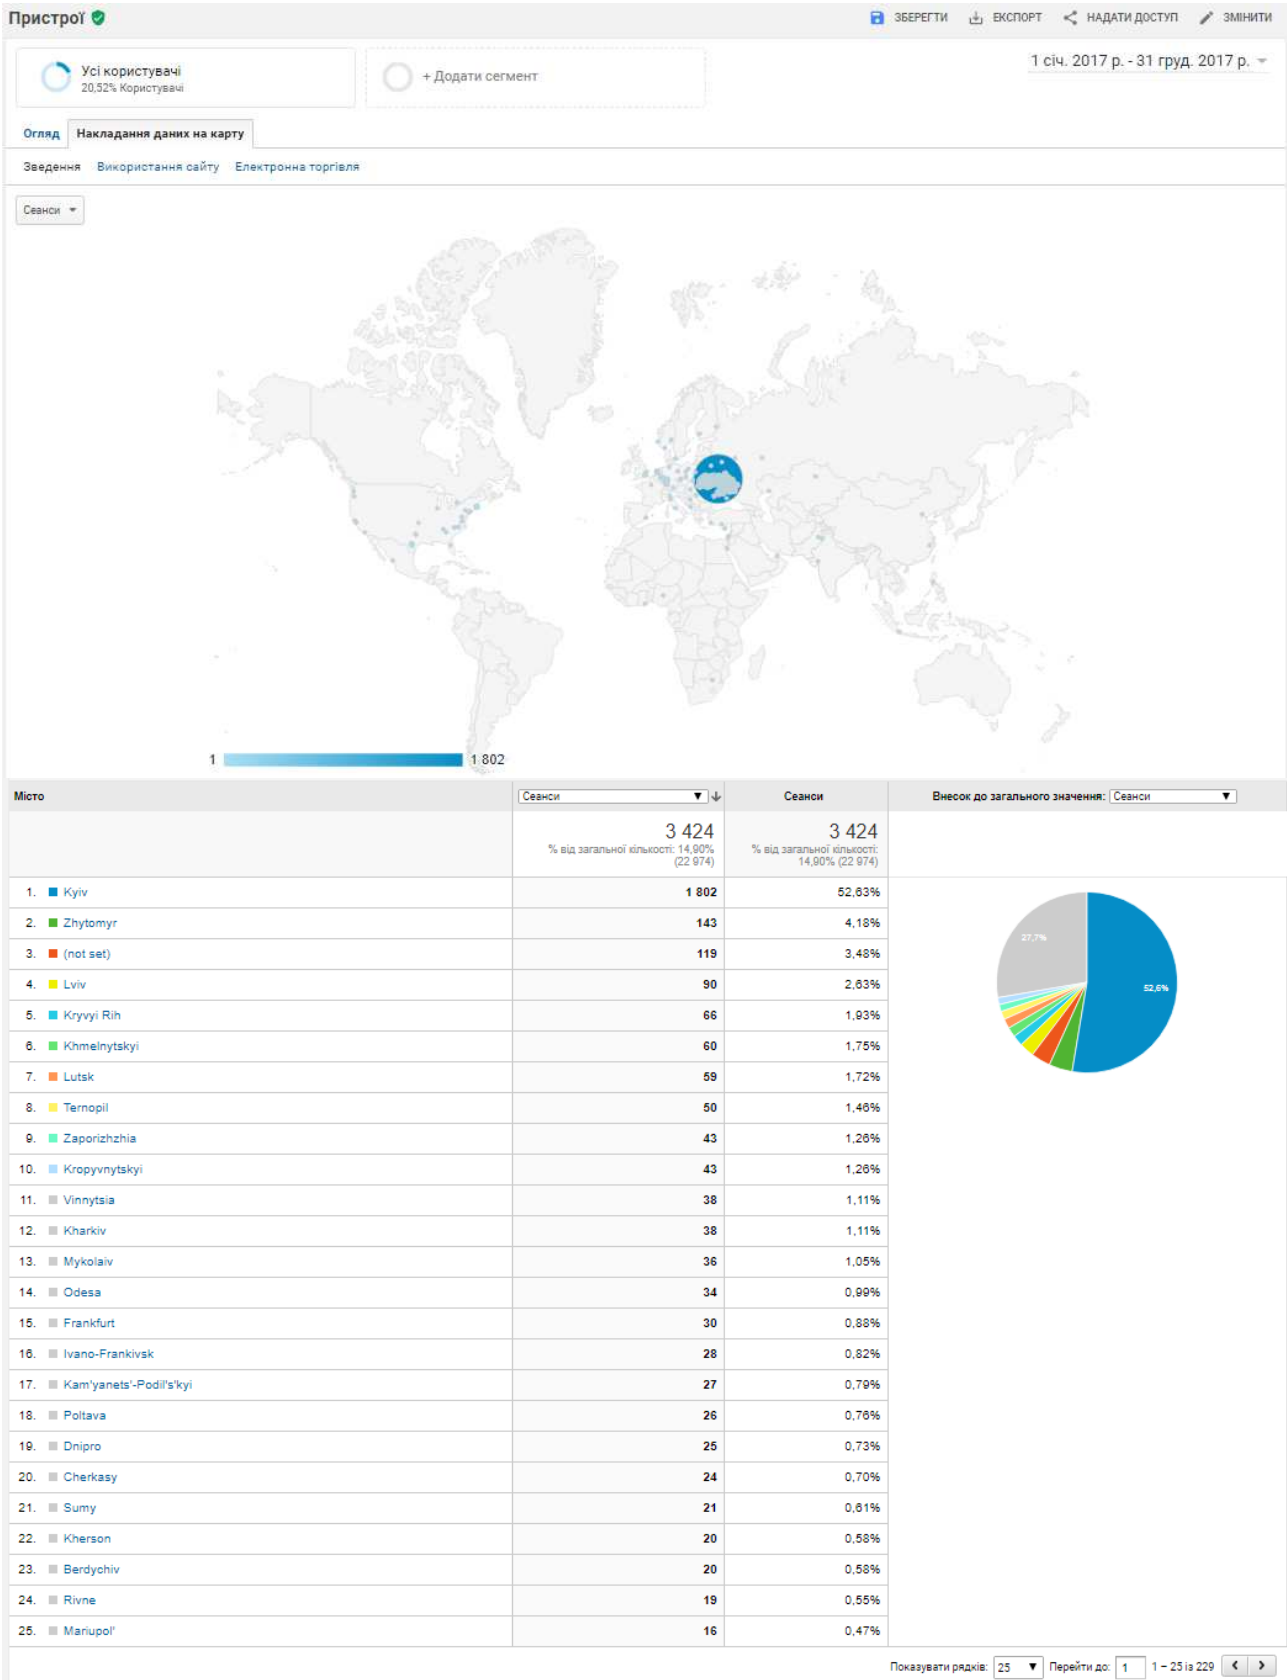 Пристрої
ЗБЕРЕГТИ ЕКСПОРТ НАДАТИ ДОСТУП ЗМІНИТИ
Усі користувачі
20,52% Користувачі
+ Додати сегмент
1 січ. 2017 р. - 31 груд. 2017 р.
Огляд Накладання даних на карту
Зведення Використання сайту Електронна торгівля
Сеанси
1 1 802
Місто Сеанси Сеанси Внесок до загального значення: Сеанси
3 424 3 424
% від загальної кількості: 14,90% (22 974) % від загальної кількості: 14,90% (22 974)
1. Kyiv 1 802 52,63%
2. Zhytomyr 143 4,18%
3. (not set) 119 3,48%
4. Lviv 90 2,63%
5. Kryvyi Rih 66 1,93%
6. Khmelnytskyi 60 1,75%
7. Lutsk 59 1,72%
8. Ternopil 50 1,46%
9. Zaporizhzhia 43 1,26%
10. Kropyvnytskyi 43 1,26%
11. Vinnytsia 38 1,11%
12. Kharkiv 38 1,11%
13. Mykolaiv 36 1,05%
14. Odesa 34 0,99%
15. Frankfurt 30 0,88%
16. Ivano-Frankivsk 28 0,82%
17. Kam'yanets'-Podil's'kyi 27 0,79%
18. Poltava 26 0,76%
19. Dnipro 25 0,73%
20. Cherkasy 24 0,70%
21. Sumy 21 0,61%
22. Kherson 20 0,58%
23. Berdychiv 20 0,58%
24. Rivne 19 0,55%
25. Mariupol' 16 0,47%
27,7%
52,6%
Показувати рядків: 25 Перейти до: 1 1 – 25 із 229